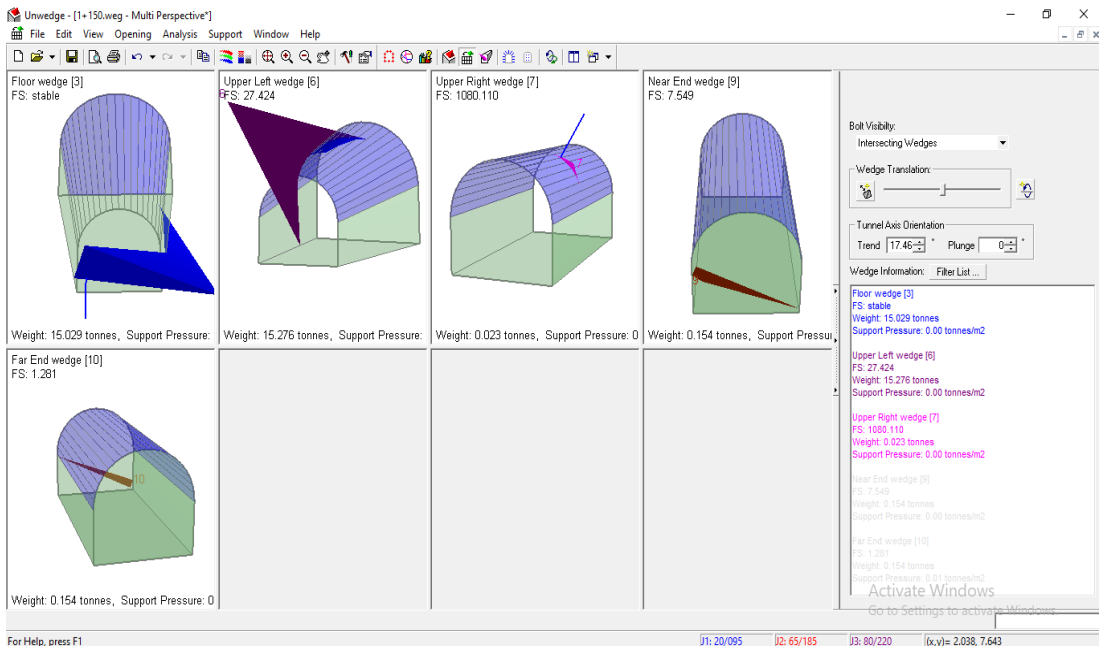 Unwedge - [1+150.weg - Multi Perspective*]
File Edit View Opening Analysis Support Window Help
Floor wedge [3]
FS: stable
Weight: 15.029 tonnes, Support Pressure:
Upper Left wedge [6]
FS: 27.424
6
Weight: 15.276 tonnes, Support Pressure:
Upper Right wedge [7]
FS: 1080.110
7
Weight: 0.023 tonnes, Support Pressure: 0
Near End wedge [9]
FS: 7.549
9
Weight: 0.154 tonnes, Support Pressu
Far End wedge [10]
FS: 1.281
10
Weight: 0.154 tonnes, Support Pressure: 0
Bolt Visibility:
Intersecting Wedges
Wedge Translation:
Tunnel Axis Orientation
Trend 17.46 ° Plunge 0 °
Wedge Information: Filter List ...
Floor wedge [3]
FS: stable
Weight: 15.029 tonnes
Support Pressure: 0.00 tonnes/m2
Upper Left wedge [6]
FS: 27.424
Weight: 15.276 tonnes
Support Pressure: 0.00 tonnes/m2
Upper Right wedge [7]
FS: 1080.110
Weight: 0.023 tonnes
Support Pressure: 0.00 tonnes/m2
Near End wedge [9]
FS: 7.549
Weight: 0.154 tonnes
Support Pressure: 0.00 tonnes/m2
Far End wedge [10]
FS: 1.281
Weight: 0.154 tonnes
Support Pressure: 0.01 tonnes/m2
Activate Windows
Go to Settings to activate Windows.
For Help, press F1
J1: 20/095 J2: 65/185 J3: 80/220 (x,y)= 2.038, 7.643